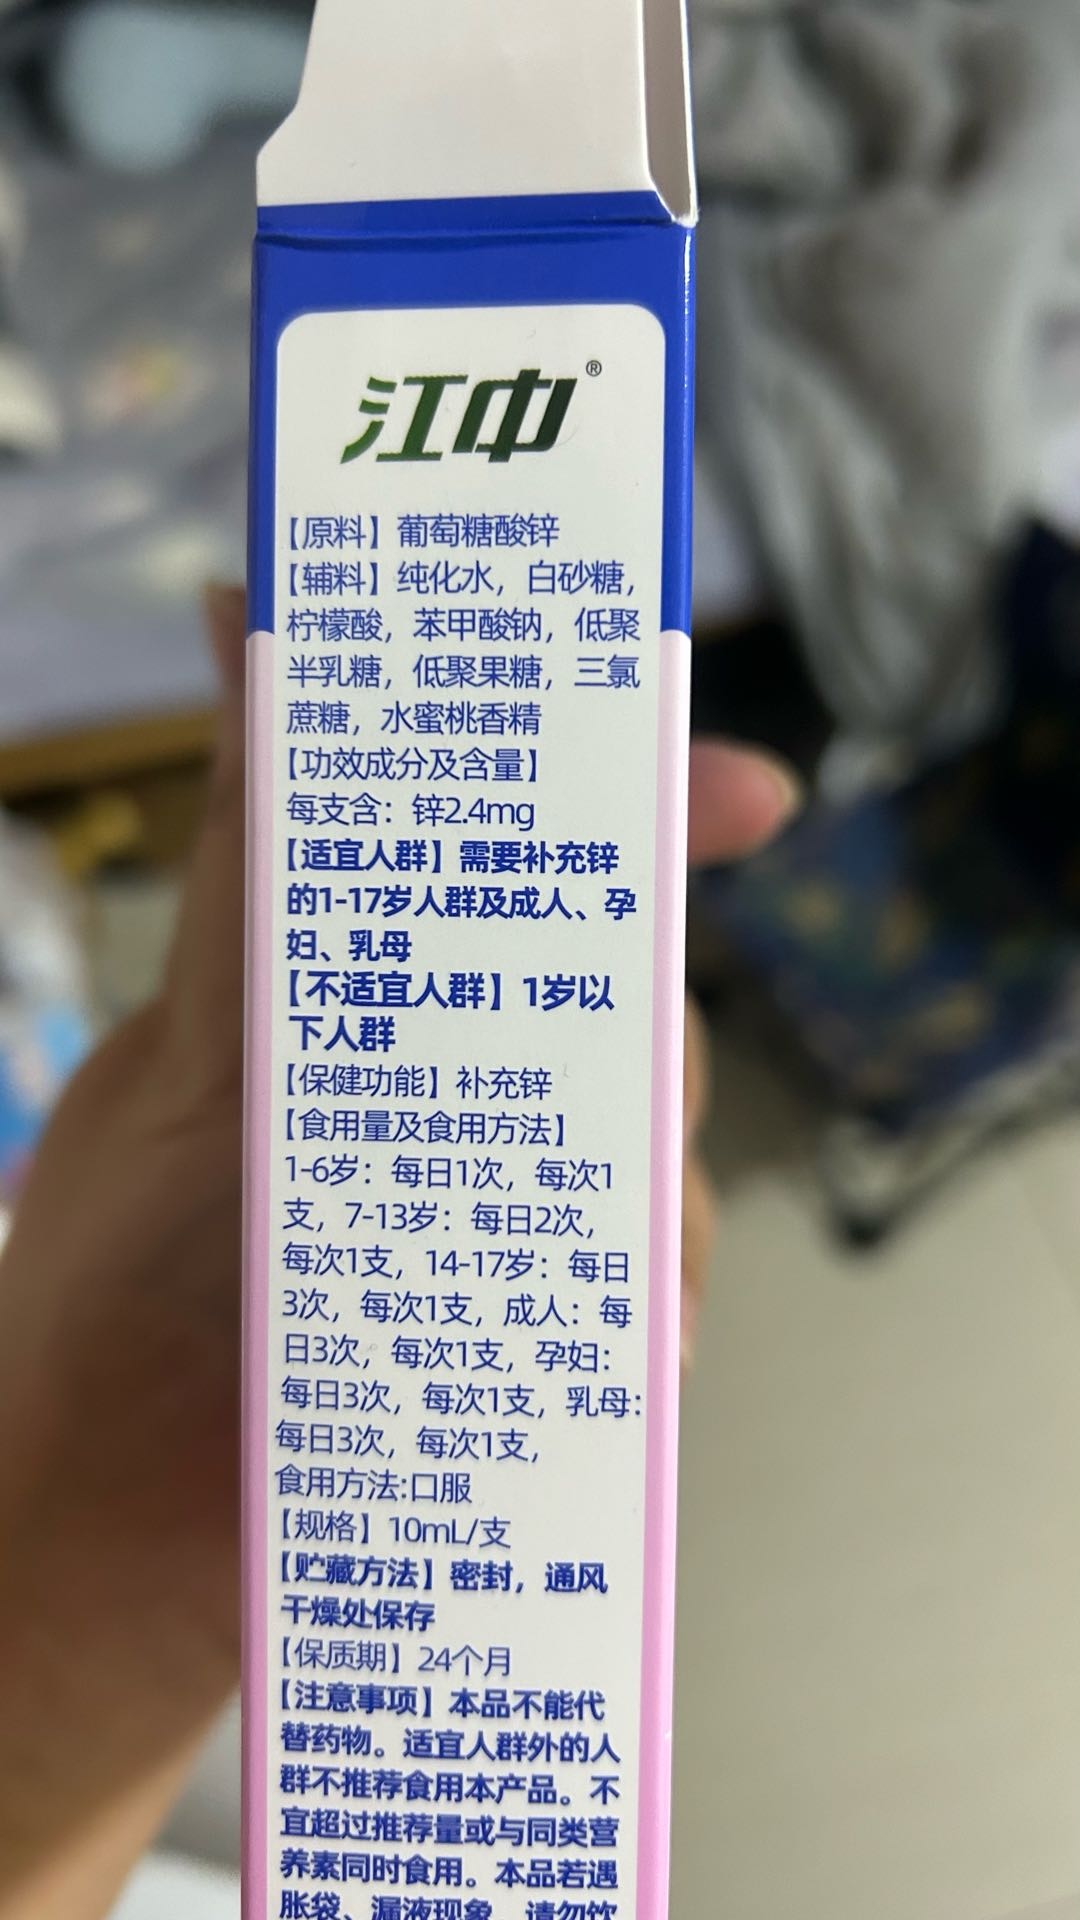 江中®
【原料】葡萄糖酸锌
【辅料】纯化水，白砂糖，
柠檬酸，苯甲酸钠，低聚
半乳糖，低聚果糖，三氯
蔗糖，水蜜桃香精
【功效成分及含量】
每支含：锌2.4mg
【适宜人群】需要补充锌
的1-17岁人群及成人、孕
妇、乳母
【不适宜人群】1岁以
下人群
【保健功能】补充锌
【食用量及食用方法】
1-6岁：每日1次，每次1
支，7-13岁：每日2次，
每次1支，14-17岁：每日
3次，每次1支，成人：每
日3次，每次1支，孕妇：
每日3次，每次1支，乳母：
每日3次，每次1支，
食用方法:口服
【规格】10mL/支
【贮藏方法】密封，通风
干燥处保存
【保质期】24个月
【注意事项】本品不能代
替药物。适宜人群外的人
群不推荐食用本产品。不
宜超过推荐量或与同类营
养素同时食用。本品若遇
胀袋、漏液现象，请勿饮